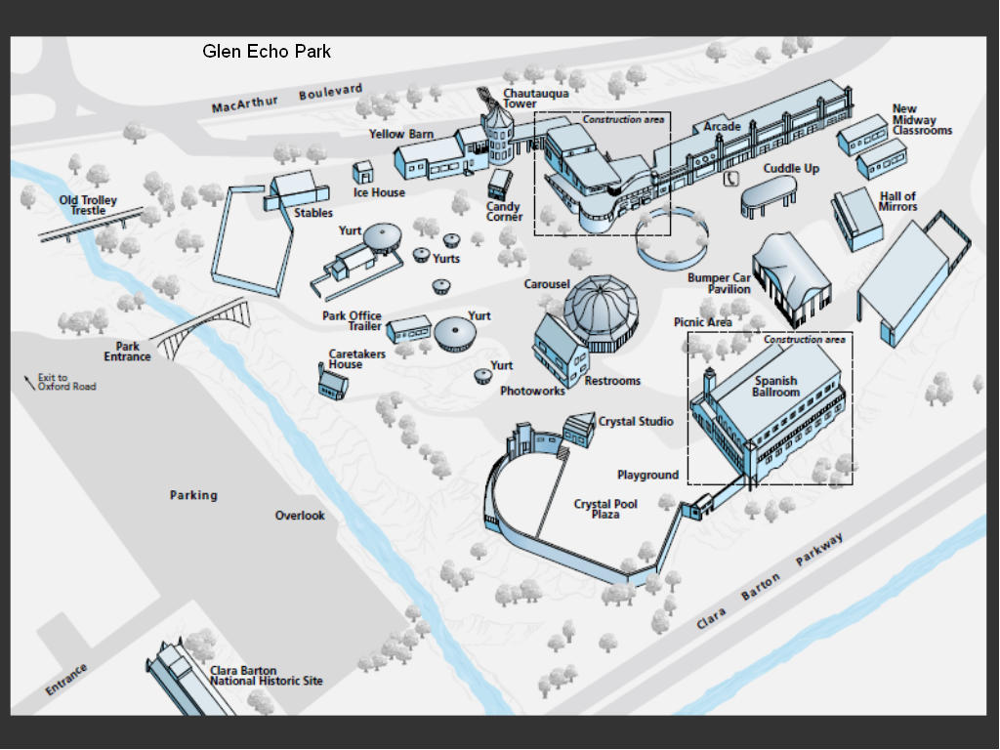 Glen Echo Park
MacArthur Boulevard
Chautauqua
Tower
Construction area
Yellow Barn
Arcade
New
Midway
Classrooms
Ice House
Cuddle Up
Candy
Corner
Old Trolley
Trestle
Stables
Hall of
Mirrors
Yurt
Yurts
Carousel
Bumper Car
Pavilion
Park Office
Trailer
Yurt
Picnic Area
Construction area
Park
Entrance
Caretakers
House
Yurt
Exit to
Oxford Road
Restrooms
Photoworks
Spanish
Ballroom
Crystal Studio
Playground
Parking
Overlook
Crystal Pool
Plaza
Clara Barton Parkway
Entrance
Clara Barton
National Historic Site